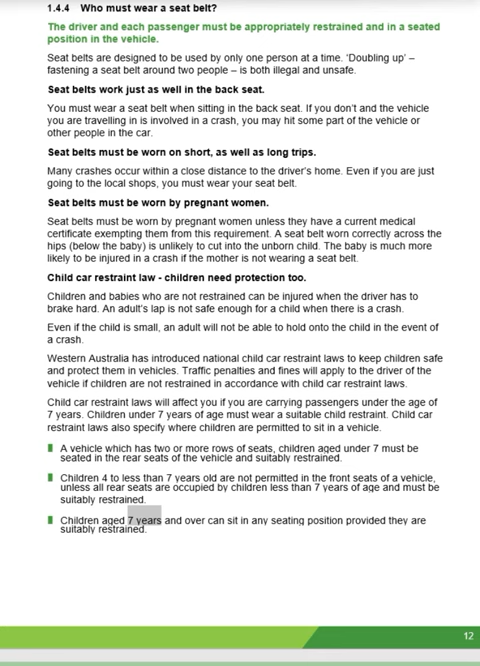 1.4.4 Who must wear a seat belt?
The driver and each passenger must be appropriately restrained and in a seated
position in the vehicle.
Seat belts are designed to be used by only one person at a time. 'Doubling up' –
fastening a seat belt around two people – is both illegal and unsafe.
Seat belts work just as well in the back seat.
You must wear a seat belt when sitting in the back seat. If you don't and the vehicle
you are travelling in is involved in a crash, you may hit some part of the vehicle or
other people in the car.
Seat belts must be worn on short, as well as long trips.
Many crashes occur within a close distance to the driver's home. Even if you are just
going to the local shops, you must wear your seat belt.
Seat belts must be worn by pregnant women.
Seat belts must be worn by pregnant women unless they have a current medical
certificate exempting them from this requirement. A seat belt worn correctly across the
hips (below the baby) is unlikely to cut into the unborn child. The baby is much more
likely to be injured in a crash if the mother is not wearing a seat belt.
Child car restraint law - children need protection too.
Children and babies who are not restrained can be injured when the driver has to
brake hard. An adult's lap is not safe enough for a child when there is a crash.
Even if the child is small, an adult will not be able to hold onto the child in the event of
a crash.
Western Australia has introduced national child car restraint laws to keep children safe
and protect them in vehicles. Traffic penalties and fines will apply to the driver of the
vehicle if children are not restrained in accordance with child car restraint laws.
Child car restraint laws will affect you if you are carrying passengers under the age of
7 years. Children under 7 years of age must wear a suitable child restraint. Child car
restraint laws also specify where children are permitted to sit in a vehicle.
A vehicle which has two or more rows of seats, children aged under 7 must be
seated in the rear seats of the vehicle and suitably restrained.
Children 4 to less than 7 years old are not permitted in the front seats of a vehicle,
unless all rear seats are occupied by children less than 7 years of age and must be
suitably restrained.
Children aged 7 years and over can sit in any seating position provided they are
suitably restrained.
12